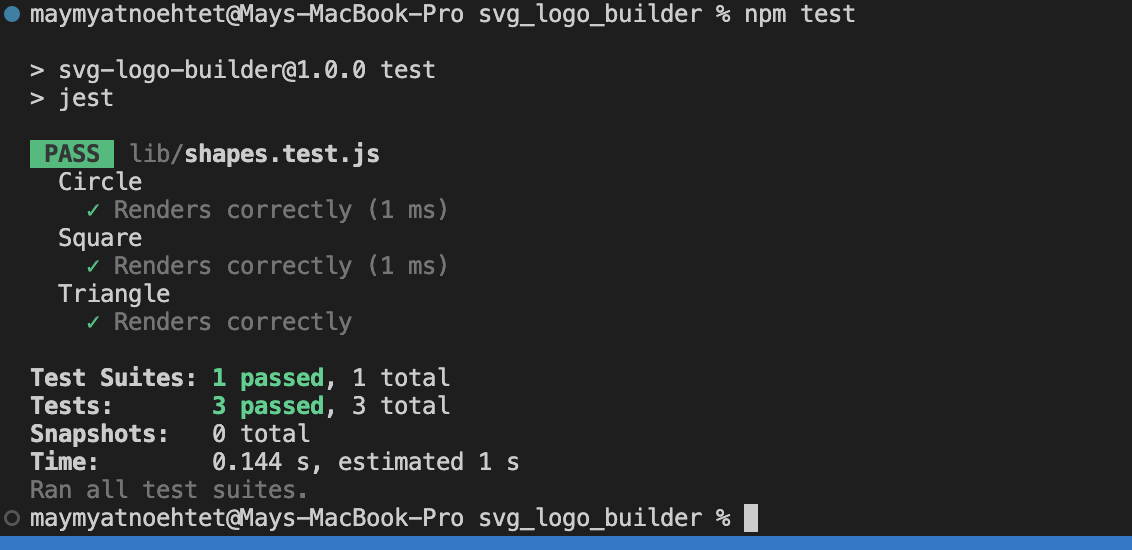 maymyatnoehtet@Mays-MacBook-Pro svg_logo_builder % npm test
> svg-logo-builder@1.0.0 test
> jest
PASS lib/shapes.test.js
Circle
✓ Renders correctly (1 ms)
Square
✓ Renders correctly (1 ms)
Triangle
✓ Renders correctly
Test Suites: 1 passed, 1 total
Tests: 3 passed, 3 total
Snapshots: 0 total
Time: 0.144 s, estimated 1 s
Ran all test suites.
maymyatnoehtet@Mays-MacBook-Pro svg_logo_builder %